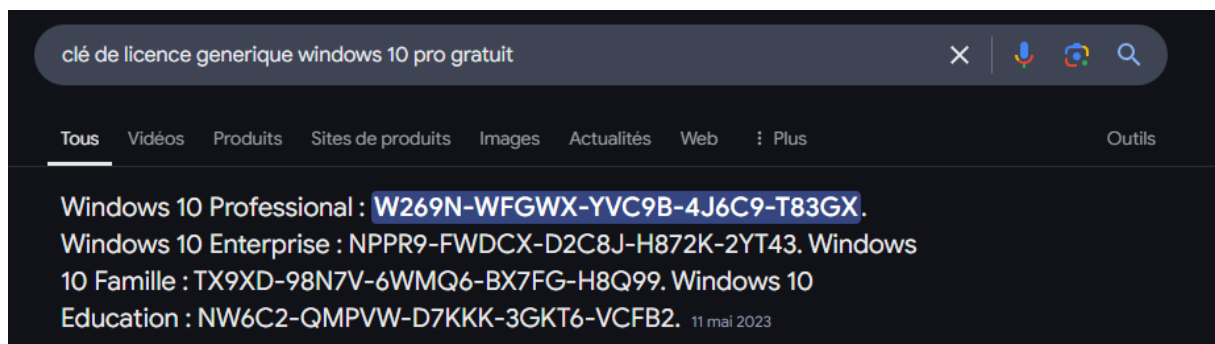 clé de licence generique windows 10 pro gratuit
Tous Vidéos Produits Sites de produits Images Actualités Web Plus Outils
Windows 10 Professional : W269N-WFGWX-YVC9B-4J6C9-T83GX.
Windows 10 Enterprise : NPPR9-FWDCX-D2C8J-H872K-2YT43. Windows
10 Famille : TX9XD-98N7V-6WMQ6-BX7FG-H8Q99. Windows 10
Education : NW6C2-QMPVW-D7KKK-3GKT6-VCFB2. 11 mai 2023